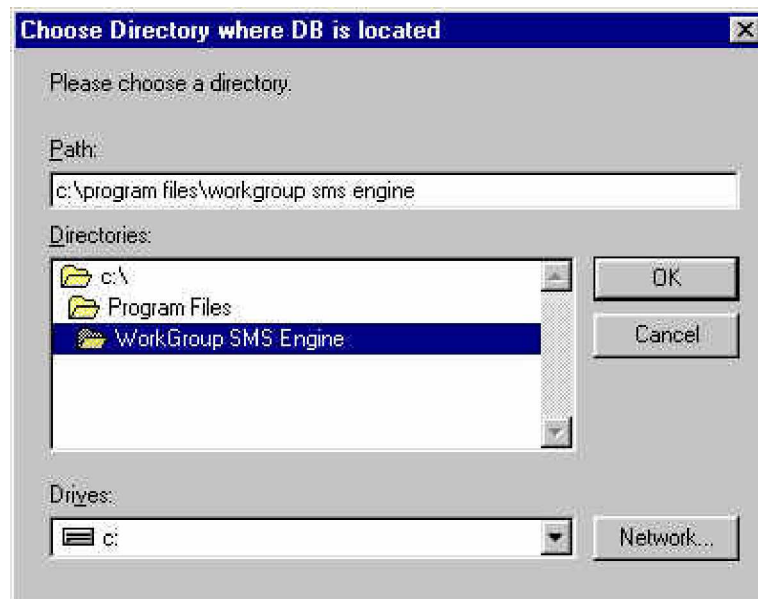 Choose Directory where DB is located
Please choose a directory.
Path:
c:\program files\workgroup sms engine
Directories:
c:\
OK
Program Files
WorkGroup SMS Engine
Cancel
Drives:
c:
Network...